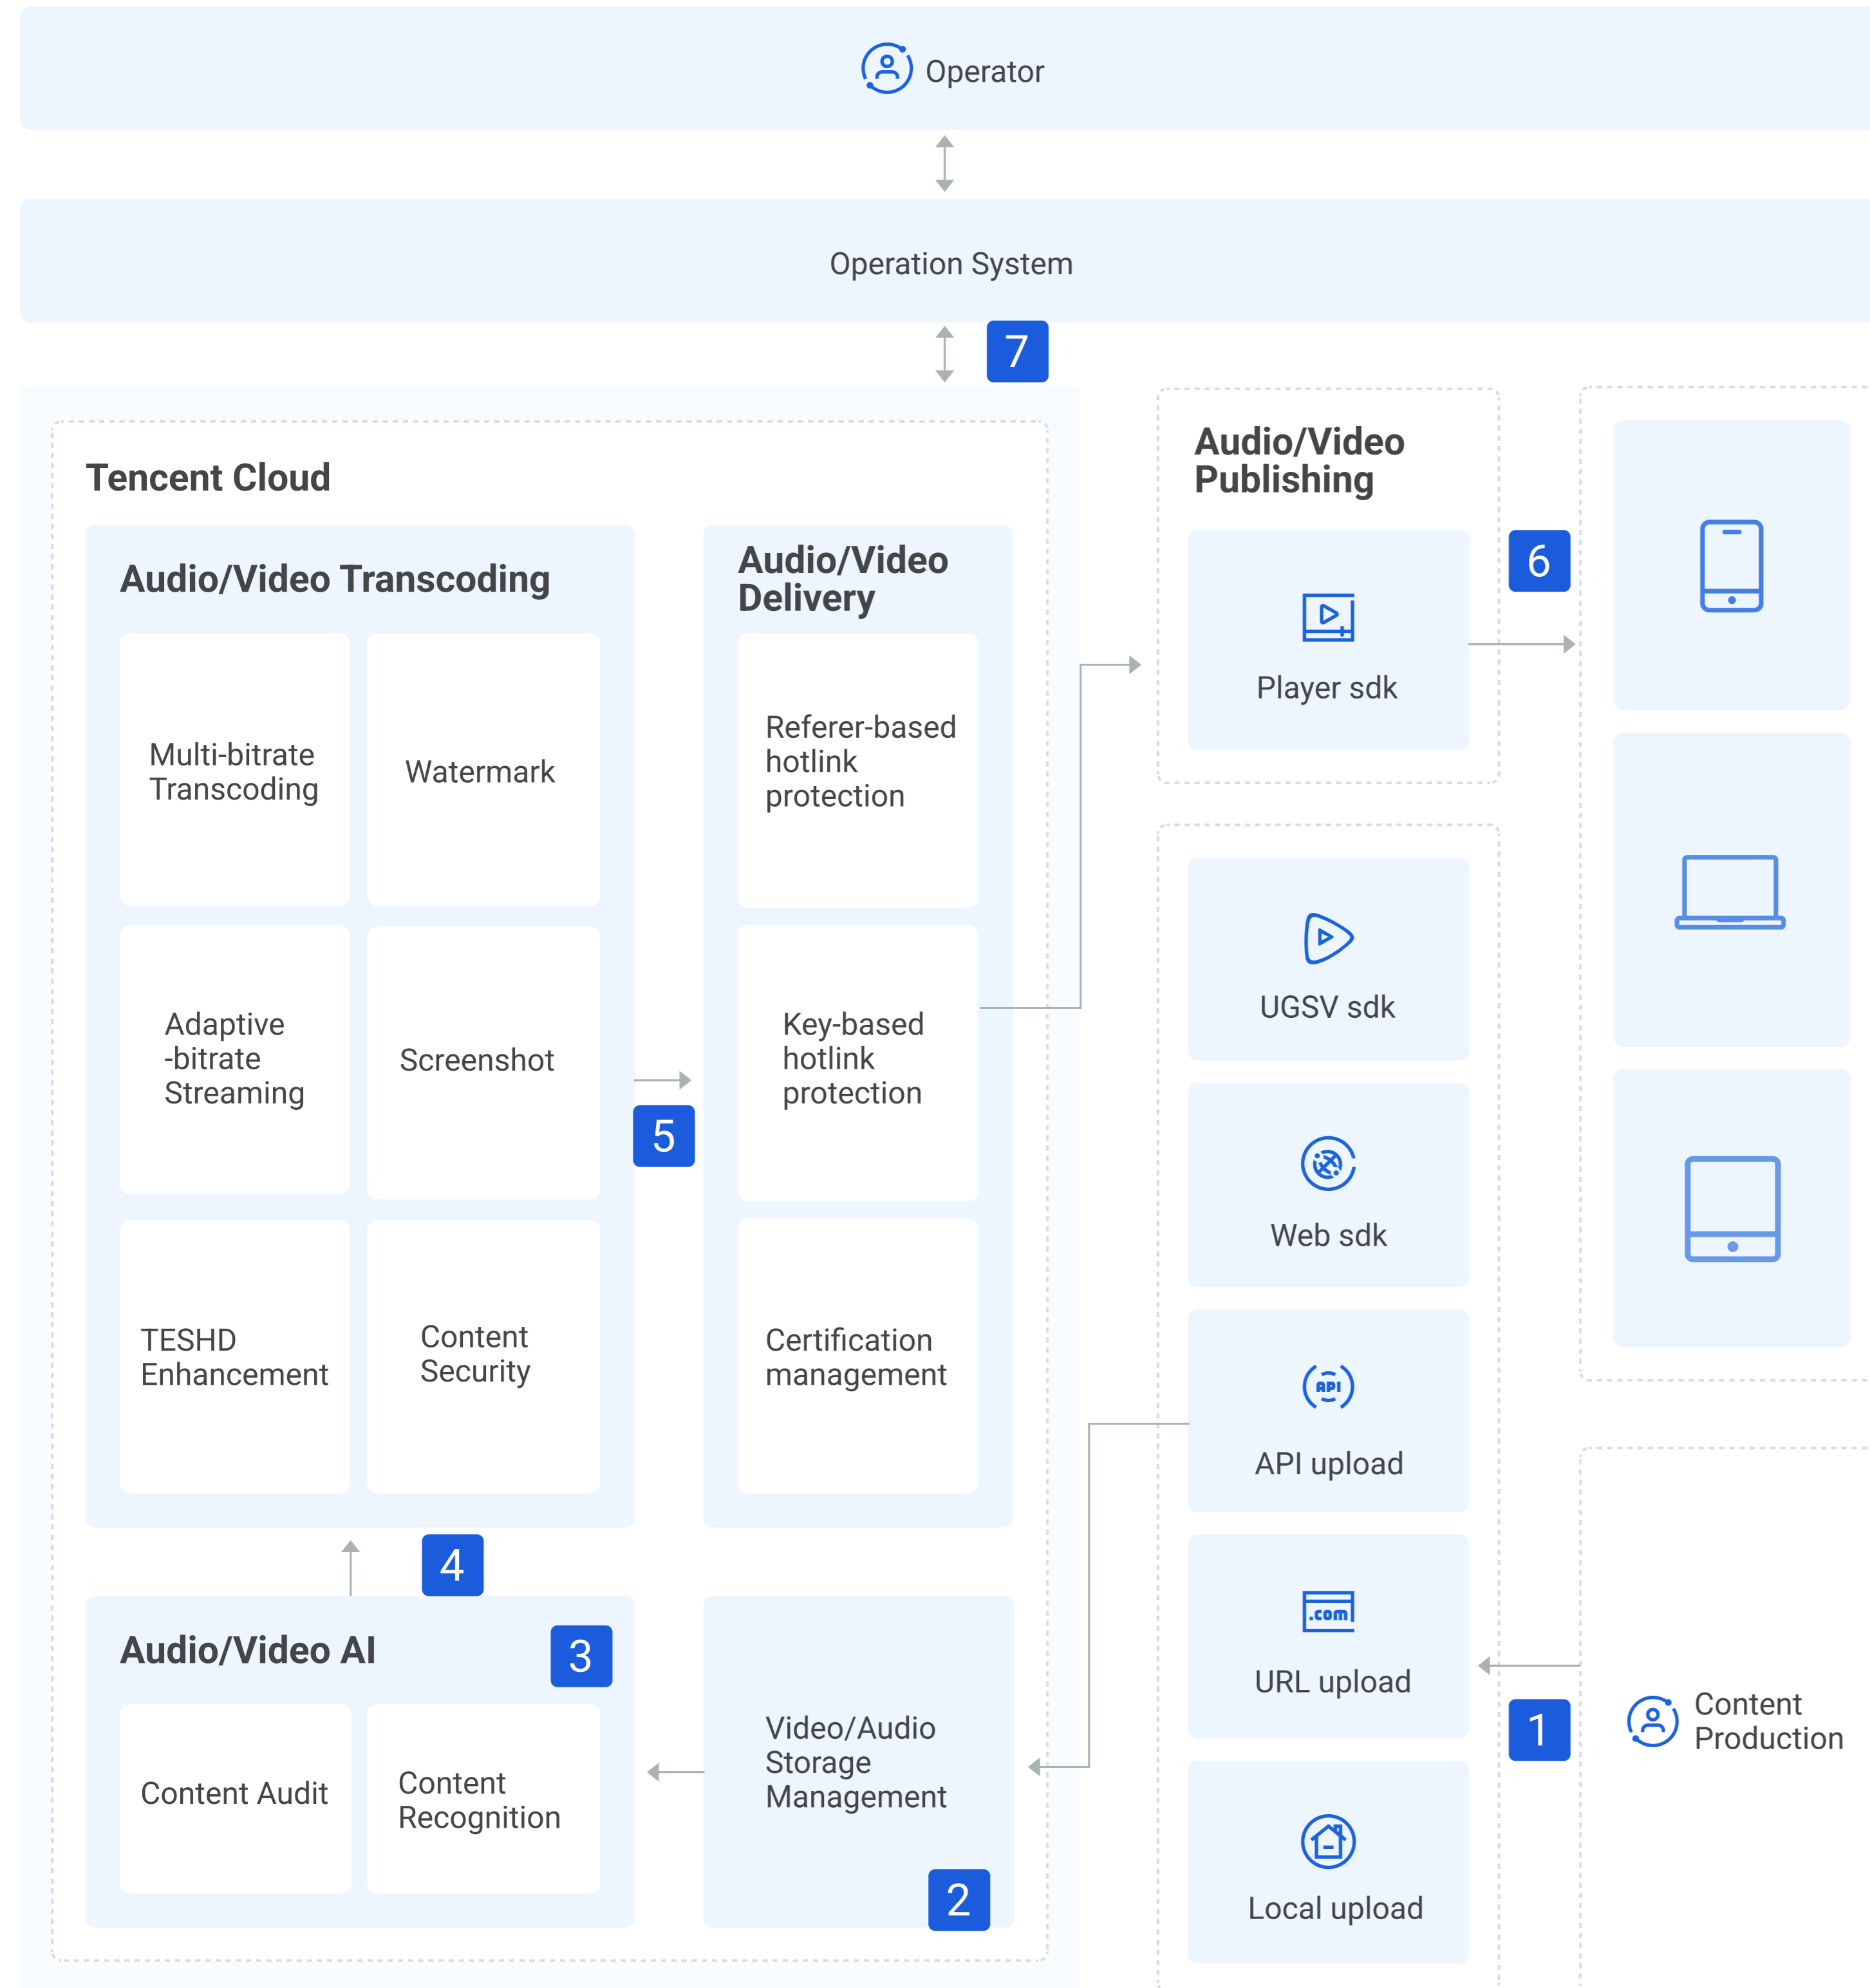 Operator
Operation System
7
Tencent Cloud
Audio/Video Transcoding
Multi-bitrate
Transcoding
Watermark
Adaptive
-bitrate
Streaming
Screenshot
TESHD
Enhancement
Content
Security
5
Audio/Video
Delivery
Referer-based
hotlink
protection
Key-based
hotlink
protection
Certification
management
4
Audio/Video AI
3
Content Audit
Content
Recognition
Video/Audio
Storage
Management
2
Audio/Video
Publishing
Player sdk
6
UGSV sdk
Web sdk
API
API upload
.com
URL upload
Local upload
1
Content
Production